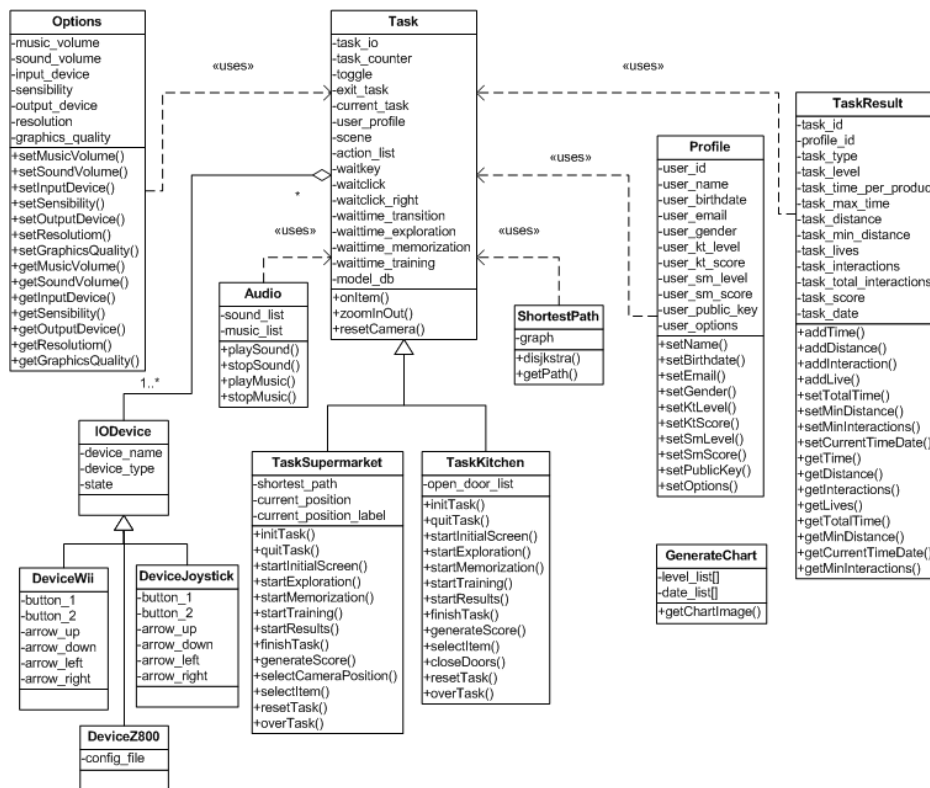 Options
-music_volume
-sound_volume
-input_device
-sensibility
-output_device
-resolution
-graphics_quality
+setMusicVolume()
+setSoundVolume()
+setInputDevice()
+setSensibility()
+setOutputDevice()
+setResolutiom()
+setGraphicsQuality()
+getMusicVolume()
+getSoundVolume()
+getInputDevice()
+getSensibility()
+getOutputDevice()
+getResolutiom()
+getGraphicsQuality()
«uses»
Task
-task_io
-task_counter
-toggle
-exit_task
-current_task
-user_profile
-scene
-action_list
-waitkey
-waitclick
-waitclick_right
-waittime_transition
-waittime_exploration
-waittime_memorization
-waittime_training
-model_db
+onItem()
+zoomInOut()
+resetCamera()
«uses»
«uses»
*
«uses»
«uses»
1..*
Audio
-sound_list
-music_list
+playSound()
+stopSound()
+playMusic()
+stopMusic()
ShortestPath
-graph
+disjkstra()
+getPath()
Profile
-user_id
-user_name
-user_birthdate
-user_email
-user_gender
-user_kt_level
-user_kt_score
-user_sm_level
-user_sm_score
-user_public_key
-user_options
+setName()
+setBirthdate()
+setEmail()
+setGender()
+setKtLevel()
+setKtScore()
+setSmLevel()
+setSmScore()
+setPublicKey()
+setOptions()
TaskResult
-task_id
-profile_id
-task_type
-task_level
-task_time_per_produc
-task_max_time
-task_distance
-task_min_distance
-task_lives
-task_interactions
-task_total_interactions
-task_score
-task_date
+addTime()
+addDistance()
+addInteraction()
+addLive()
+setTotalTime()
+setMinDistance()
+setMinInteractions()
+setCurrentTimeDate()
+getTime()
+getDistance()
+getInteractions()
+getLives()
+getTotalTime()
+getMinDistance()
+getCurrentTimeDate()
+getMinInteractions()
IODevice
-device_name
-device_type
-state
DeviceWii
-button_1
-button_2
-arrow_up
-arrow_down
-arrow_left
-arrow_right
DeviceJoystick
-button_1
-button_2
-arrow_up
-arrow_down
-arrow_left
-arrow_right
DeviceZ800
-config_file
TaskSupermarket
-shortest_path
-current_position
-current_position_label
+initTask()
+quitTask()
+startInitialScreen()
+startExploration()
+startMemorization()
+startTraining()
+startResults()
+finishTask()
+generateScore()
+selectCameraPosition()
+selectItem()
+resetTask()
+overTask()
TaskKitchen
-open_door_list
+initTask()
+quitTask()
+startInitialScreen()
+startExploration()
+startMemorization()
+startTraining()
+startResults()
+finishTask()
+generateScore()
+selectItem()
+closeDoors()
+resetTask()
+overTask()
GenerateChart
-level_list[]
-date_list[]
+getChartImage()